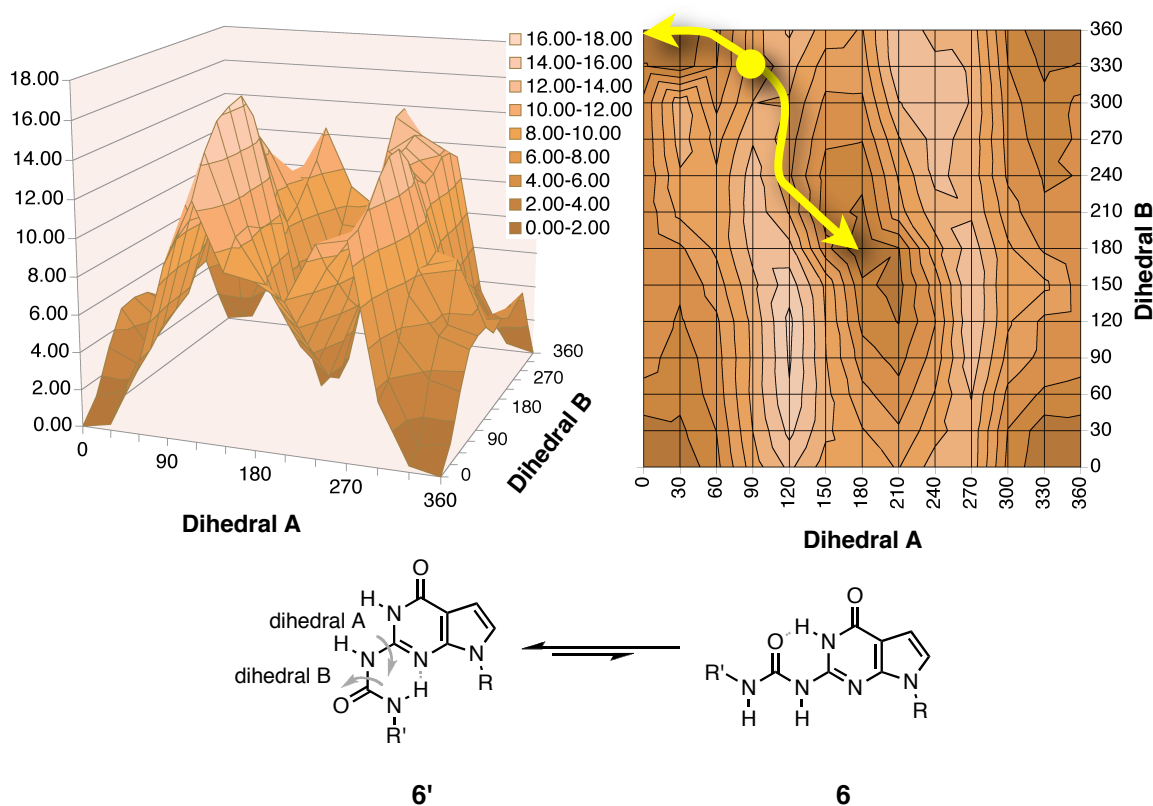 18.00
16.00
14.00
12.00
10.00
8.00
6.00
4.00
2.00
0.00
0
90
180
270
360
Dihedral A
0
90
180
270
360
Dihedral B
16.00-18.00
14.00-16.00
12.00-14.00
10.00-12.00
8.00-10.00
6.00-8.00
4.00-6.00
2.00-4.00
0.00-2.00
360
330
300
270
240
210
180
150
120
90
60
30
0
Dihedral B
0
30
60
90
120
150
180
210
240
270
300
330
360
Dihedral A
O
H
N
dihedral A
H
N
N
N
dihedral B
H
R
O
N
R'
6'
O
H
O
N
R'
N
N
N
N
H
H
R
6